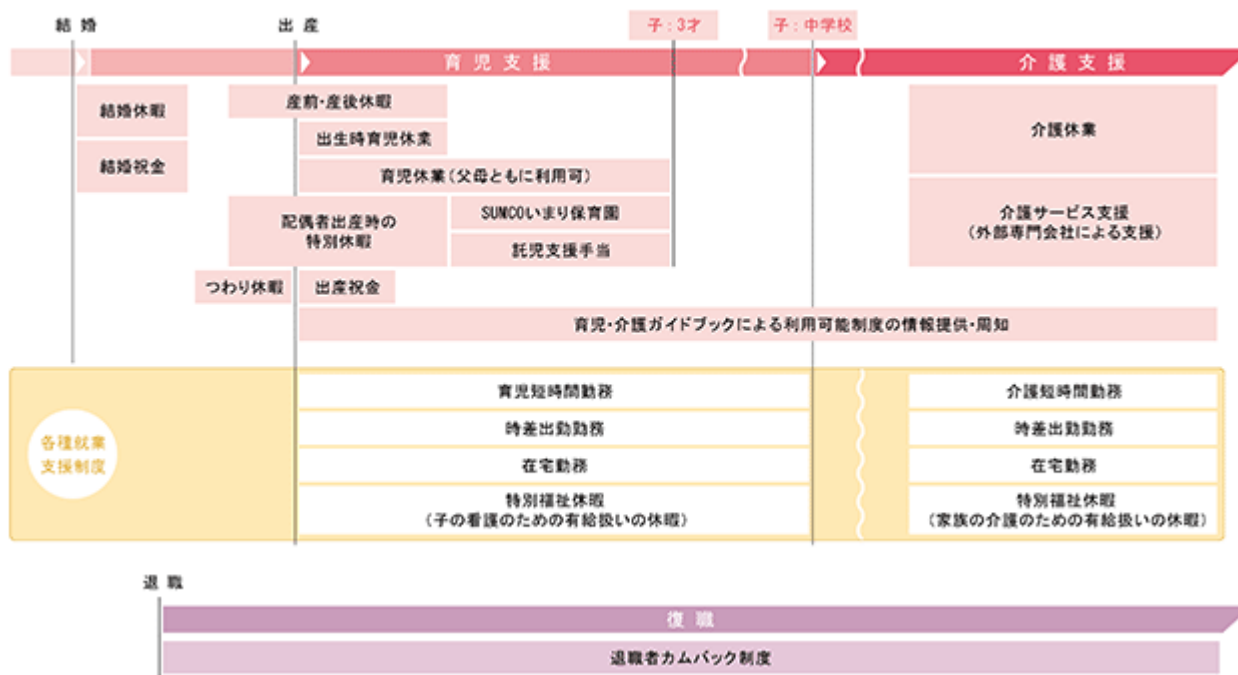 結婚
出産
子：3才
子：中学校
育児支援
介護支援
結婚休暇
結婚祝金
産前・産後休暇
出生時育児休業
育児休業（父母ともに利用可）
配偶者出産時の
特別休暇
SUMCOいまり保育園
託児支援手当
つわり休暇
出産祝金
介護休業
介護サービス支援
（外部専門会社による支援）
育児・介護ガイドブックによる利用可能制度の情報提供・周知
各種就業
支援制度
育児短時間勤務
時差出勤勤務
在宅勤務
特別福祉休暇
（子の看護のための有給扱いの休暇）
介護短時間勤務
時差出勤勤務
在宅勤務
特別福祉休暇
（家族の介護のための有給扱いの休暇）
退職
復職
退職者カムバック制度